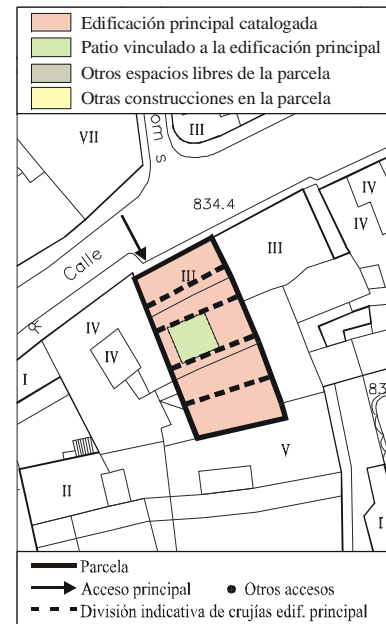 Edificación principal catalogada
Patio vinculado a la edificación principal
Otros espacios libres de la parcela
Otras construcciones en la parcela
VII
III
om s
834.4
IV
IV
Calle
III
III
R
IV
IV
I
83
V
II
I
Parcela
Acceso principal
Otros accesos
División indicativa de crujías edif. principal